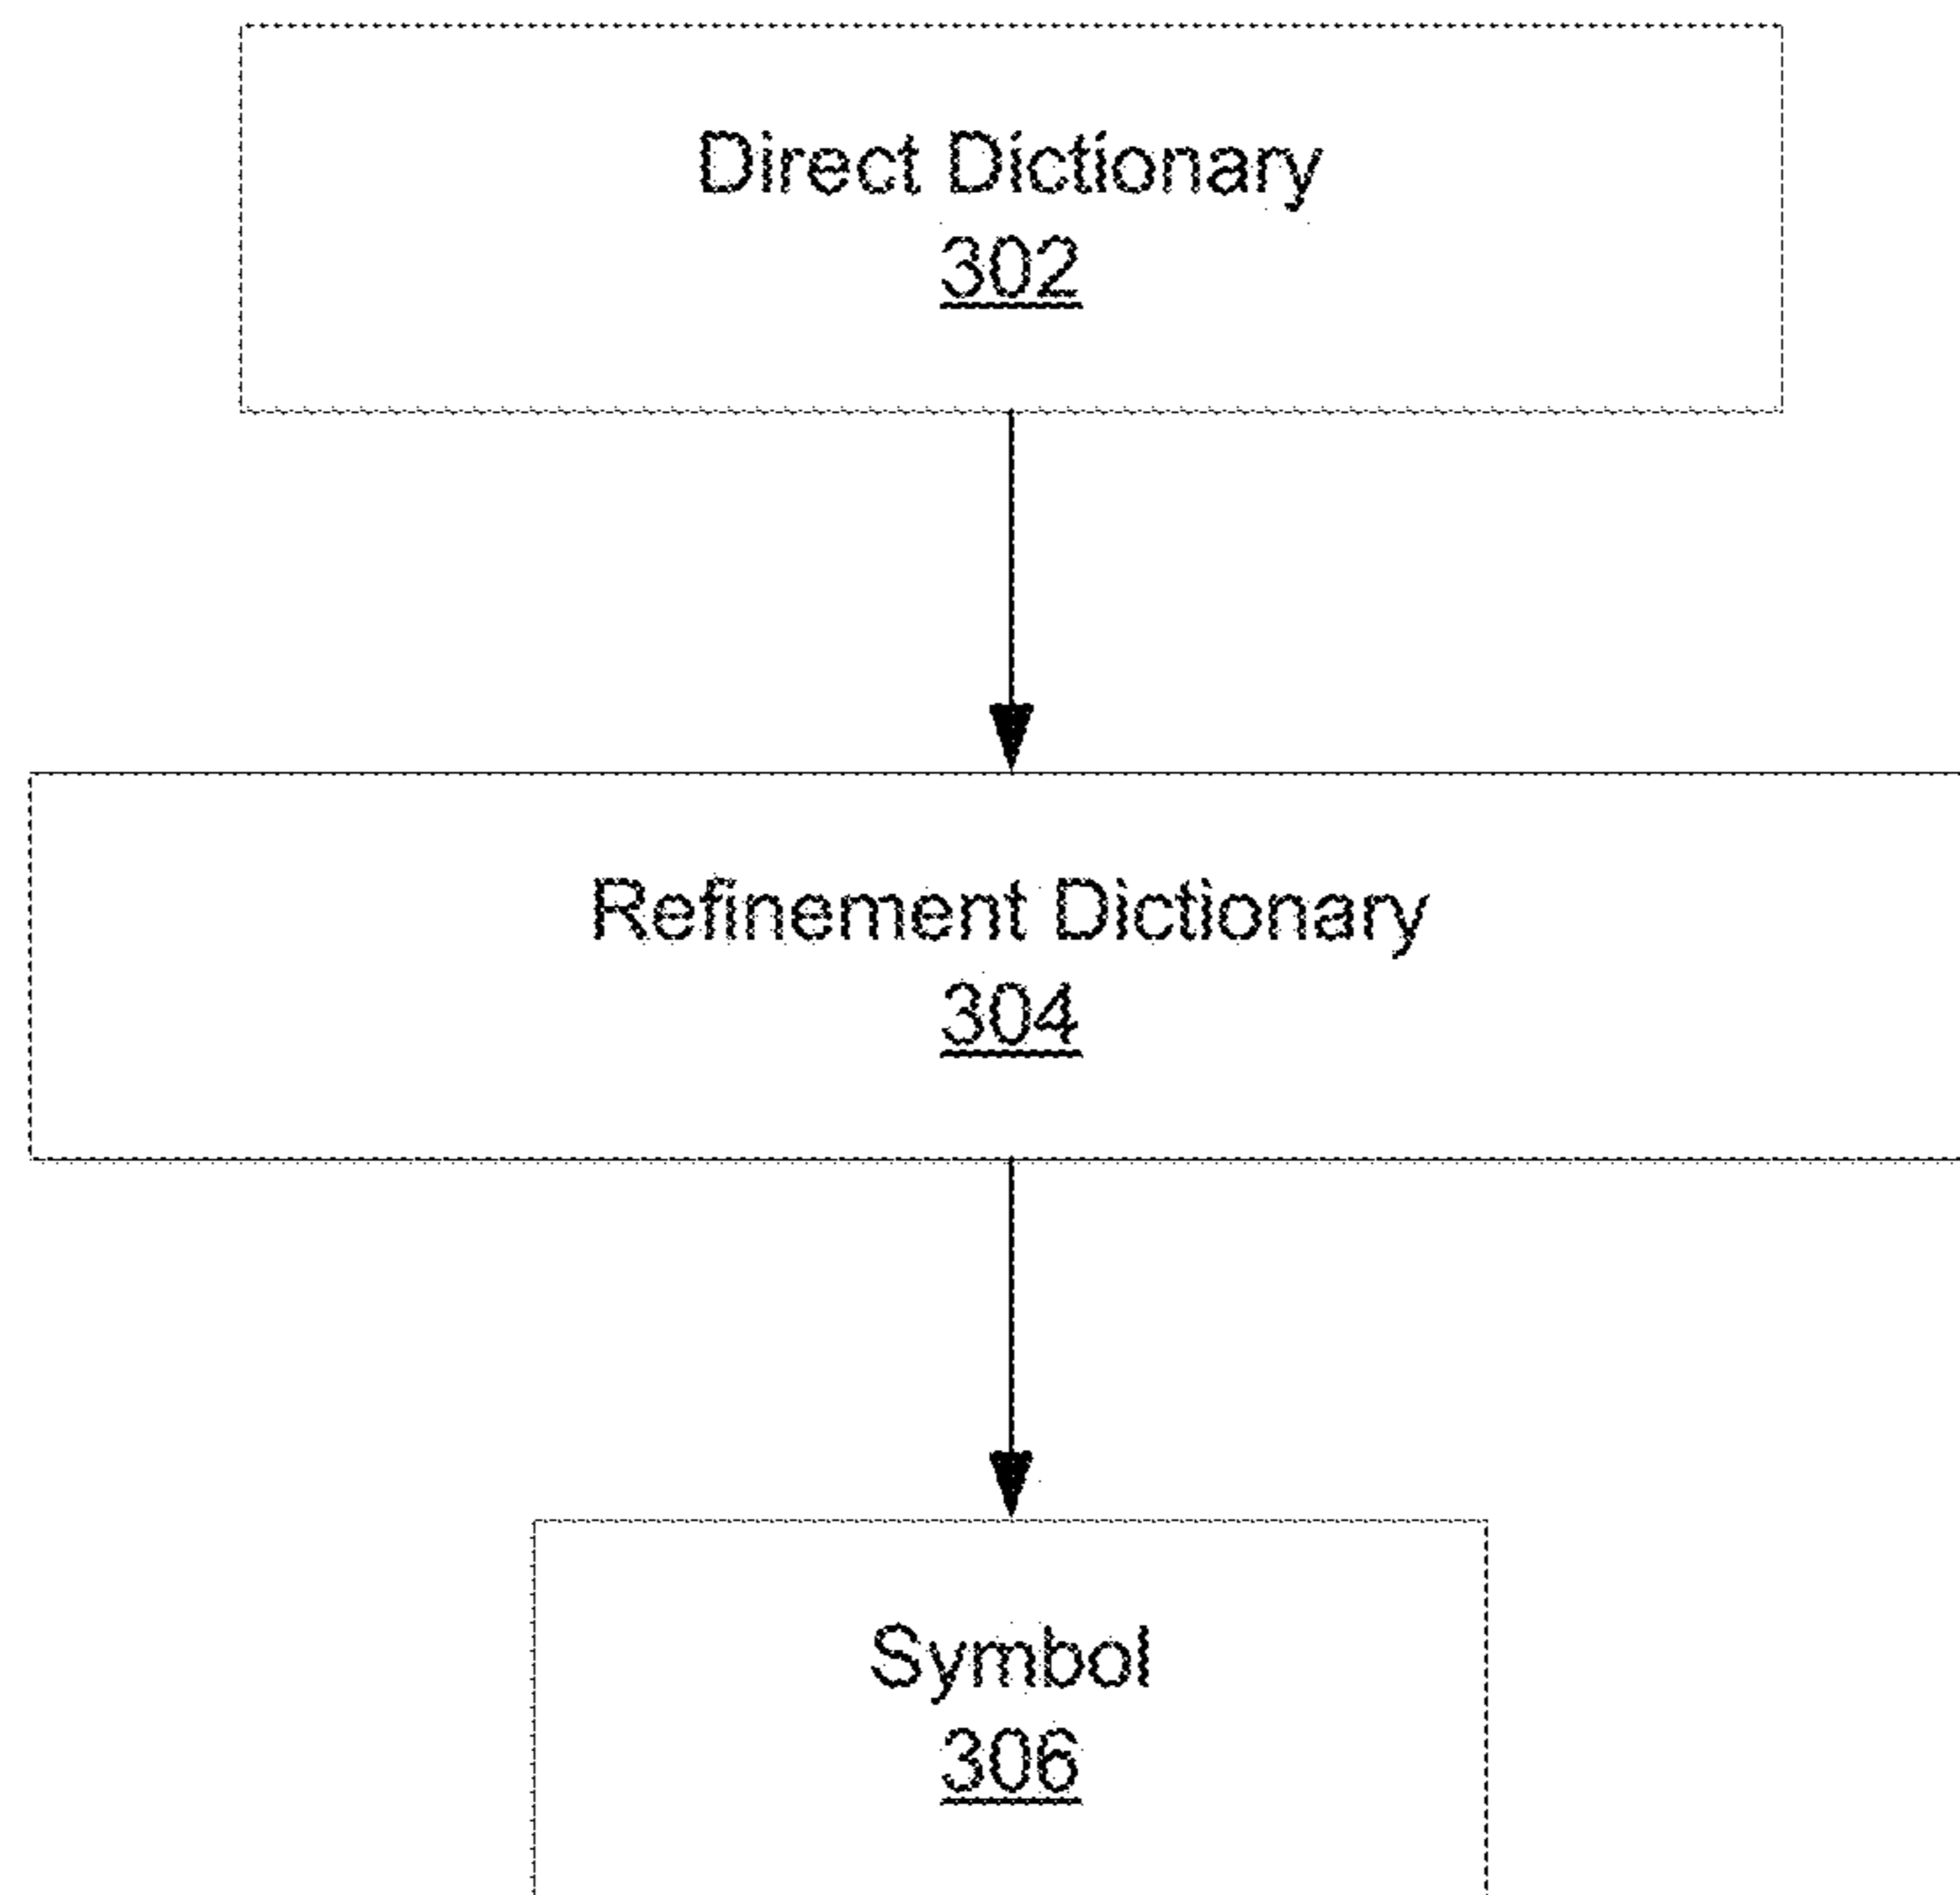 Direct Dictionary
302
Refinement Dictionary
304
Symbol
306